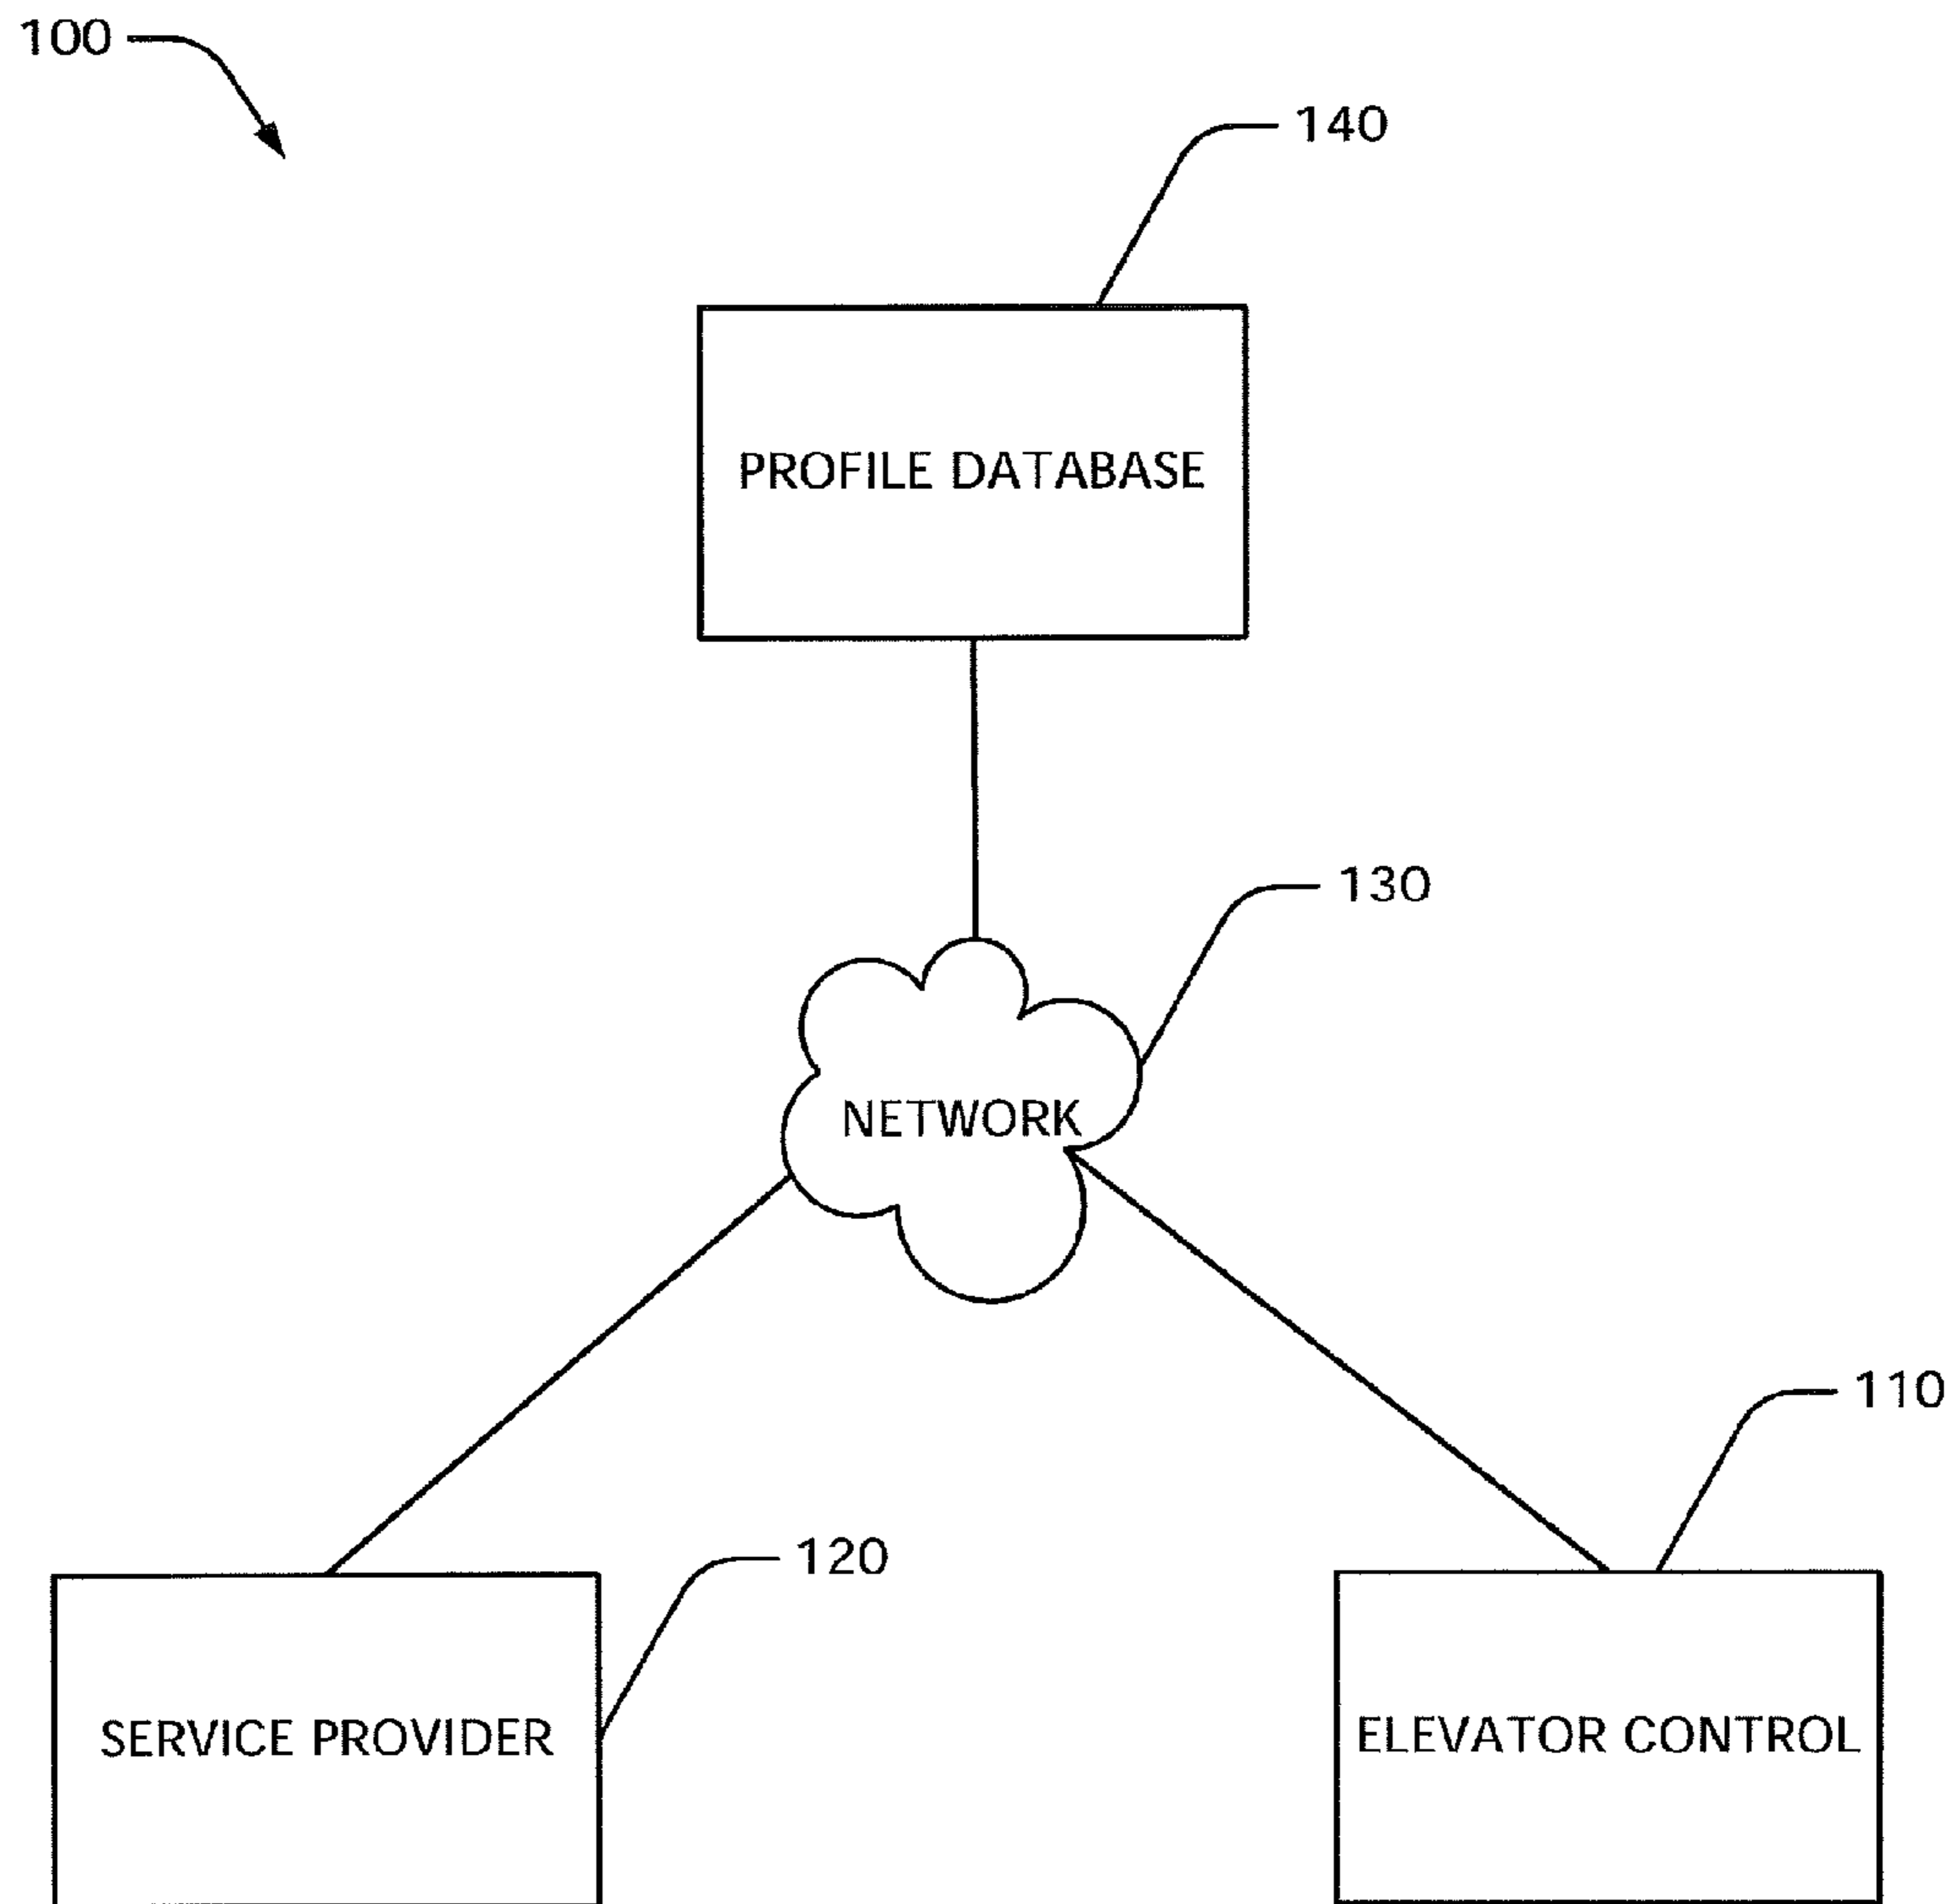 100
140
PROFILE DATABASE
130
NETWORK
110
120
SERVICE PROVIDER
ELEVATOR CONTROL